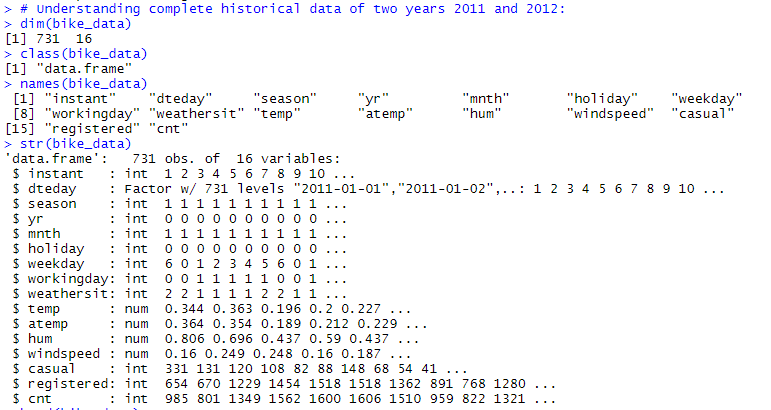 > # Understanding complete historical data of two years 2011 and 2012:
> dim(bike_data)
[1] 731  16
> class(bike_data)
[1] "data.frame"
> names(bike_data)
 [1] "instant"    "dteday"     "season"     "yr"         "mnth"       "holiday"    "weekday"
 [8] "workingday" "weathersit" "temp"       "atemp"      "hum"        "windspeed"  "casual"
[15] "registered" "cnt"
> str(bike_data)
'data.frame':   731 obs. of  16 variables:
 $ instant   : int  1 2 3 4 5 6 7 8 9 10 ...
 $ dteday    : Factor w/ 731 levels "2011-01-01","2011-01-02",..: 1 2 3 4 5 6 7 8 9 10 ...
 $ season    : int  1 1 1 1 1 1 1 1 1 1 ...
 $ yr        : int  0 0 0 0 0 0 0 0 0 0 ...
 $ mnth      : int  1 1 1 1 1 1 1 1 1 1 ...
 $ holiday   : int  0 0 0 0 0 0 0 0 0 0 ...
 $ weekday   : int  6 0 1 2 3 4 5 6 0 1 ...
 $ workingday: int  0 0 1 1 1 1 1 0 0 1 ...
 $ weathersit: int  2 2 1 1 1 1 2 2 1 1 ...
 $ temp      : num  0.344 0.363 0.196 0.2 0.227 ...
 $ atemp     : num  0.364 0.354 0.189 0.212 0.229 ...
 $ hum       : num  0.806 0.696 0.437 0.59 0.437 ...
 $ windspeed : num  0.16 0.249 0.248 0.16 0.187 ...
 $ casual    : int  331 131 120 108 82 88 148 68 54 41 ...
 $ registered: int  654 670 1229 1454 1518 1518 1362 891 768 1280 ...
 $ cnt       : int  985 801 1349 1562 1600 1606 1510 959 822 1321 ...